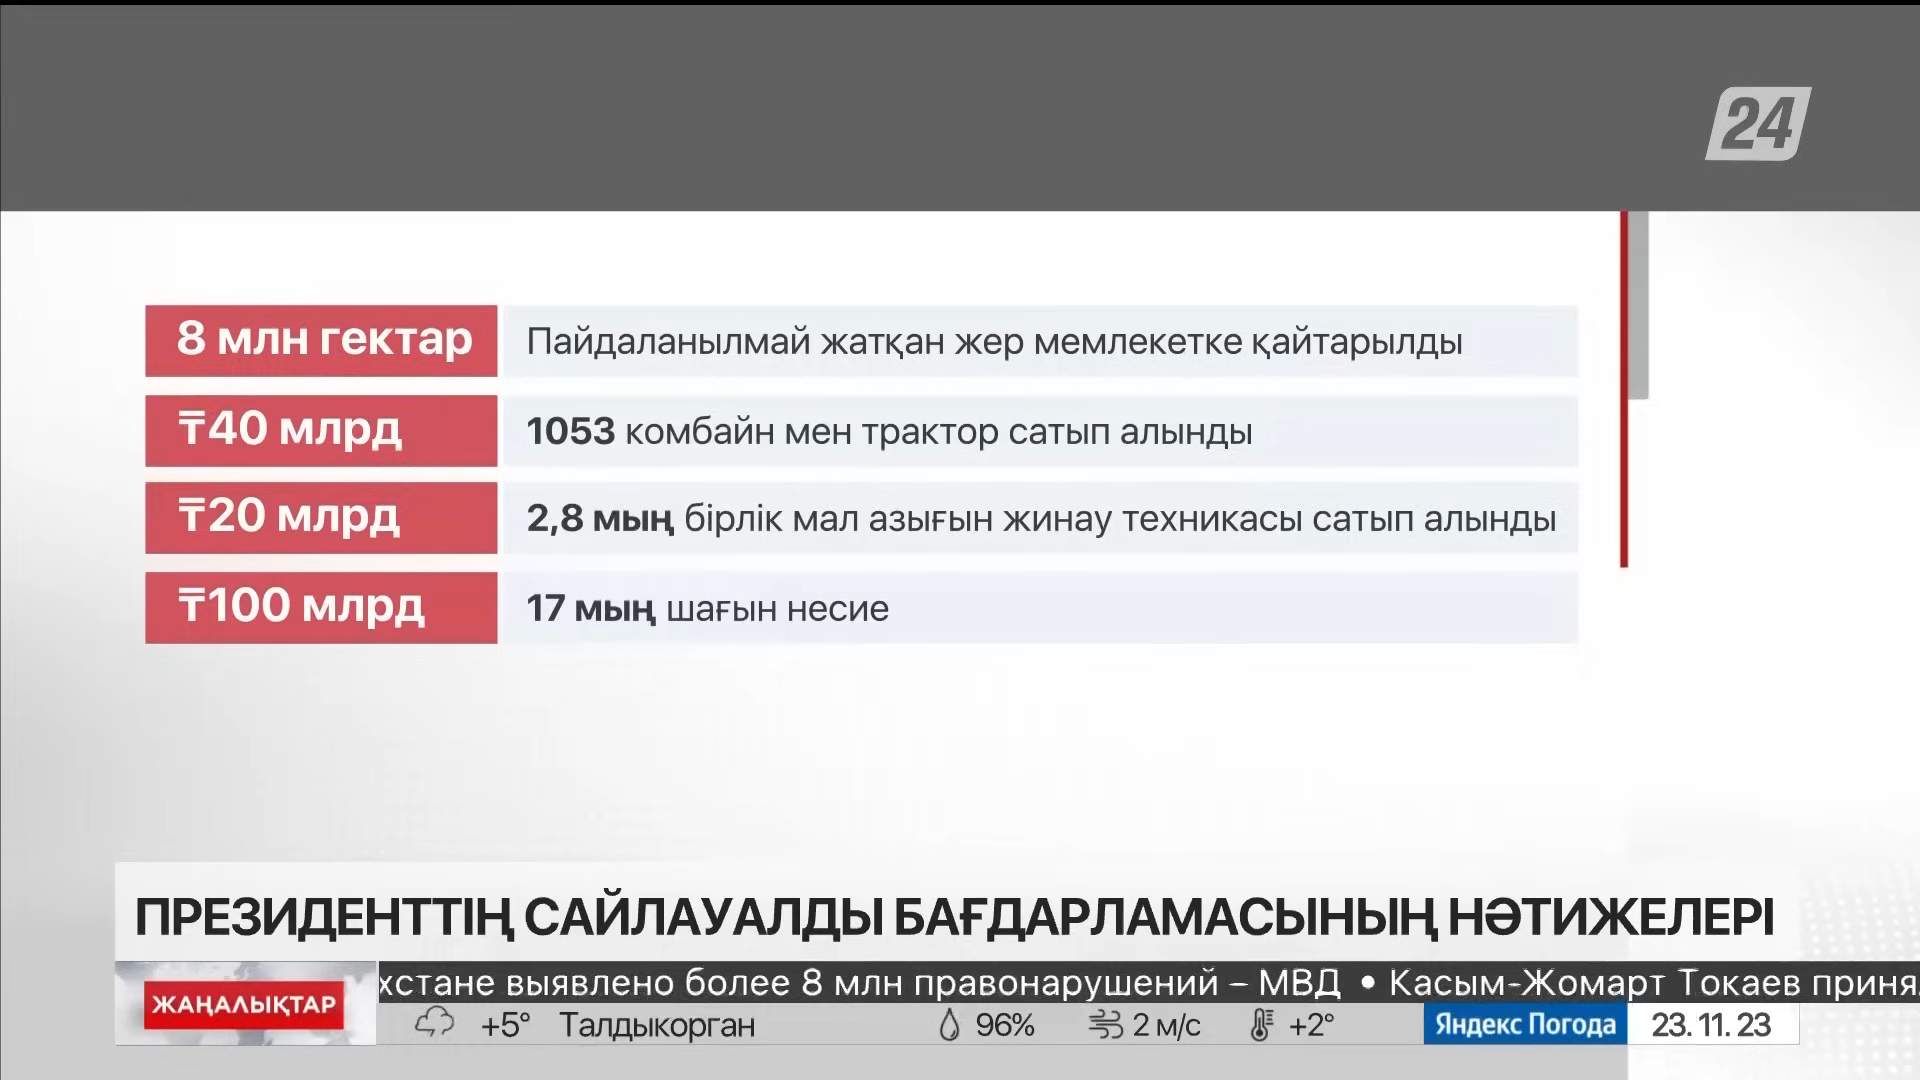 24
8 млн гектар Пайдаланылмай жатқан жер мемлекетке қайтарылды
₸40 млрд 1053 комбайн мен трактор сатып алынды
₸20 млрд 2,8 мың бірлік мал азығын жинау техникасы сатып алынды
₸100 млрд 17 мың шағын несие
ПРЕЗИДЕНТТІҢ САЙЛАУАЛДЫ БАҒДАРЛАМАСЫНЫҢ НӘТИЖЕЛЕРІ
хстане выявлено более 8 млн правонарушений – МВД • Касым-Жомарт Токаев приня
ЖАҢАЛЫҚТАР
+5° Талдыкорган 96% 2 м/с +2° Яндекс Погода 23.11.23